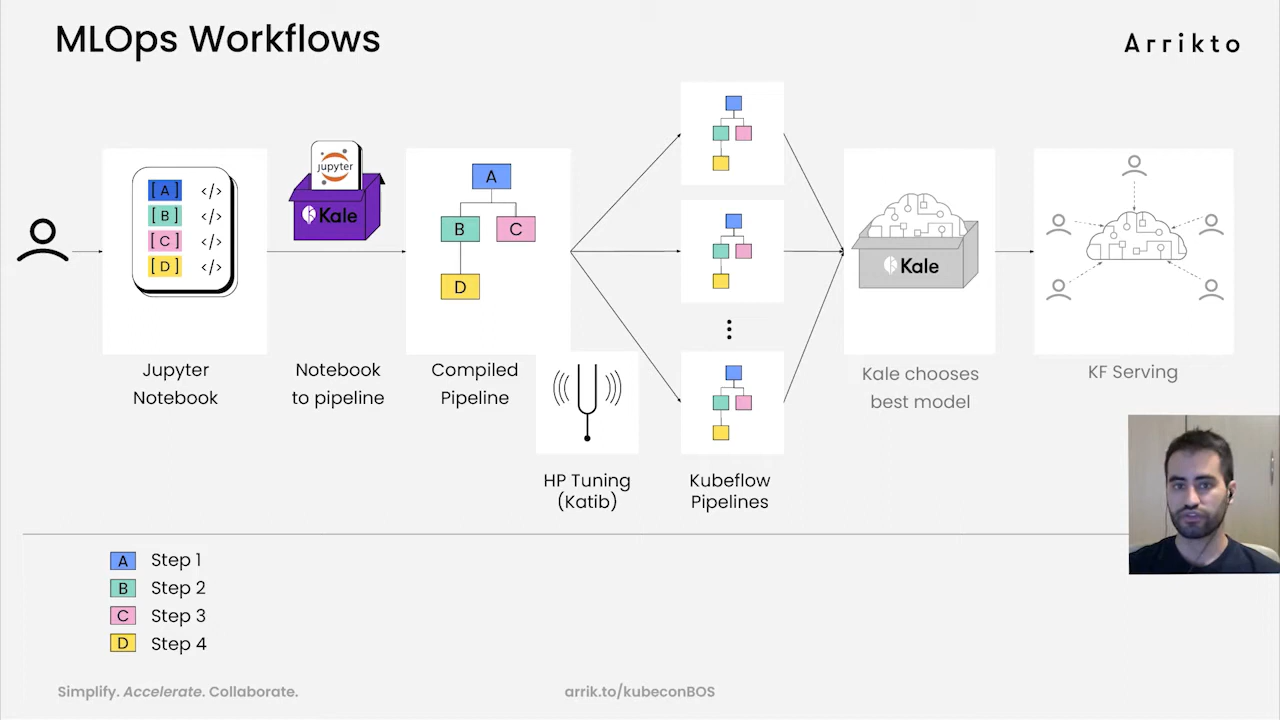 MLOps Workflows
Arrikto
[A] </>
[B] </>
[C] </>
[D] </>
Jupyter
Notebook
jupyter
Kale
Notebook
to pipeline
A
B
C
D
Compiled
Pipeline
HP Tuning
(Katib)
Kubeflow
Pipelines
Kale
Kale chooses
best model
KF Serving
A Step 1
B Step 2
C Step 3
D Step 4
Simplify. Accelerate. Collaborate.
arrik.to/kubeconBOS